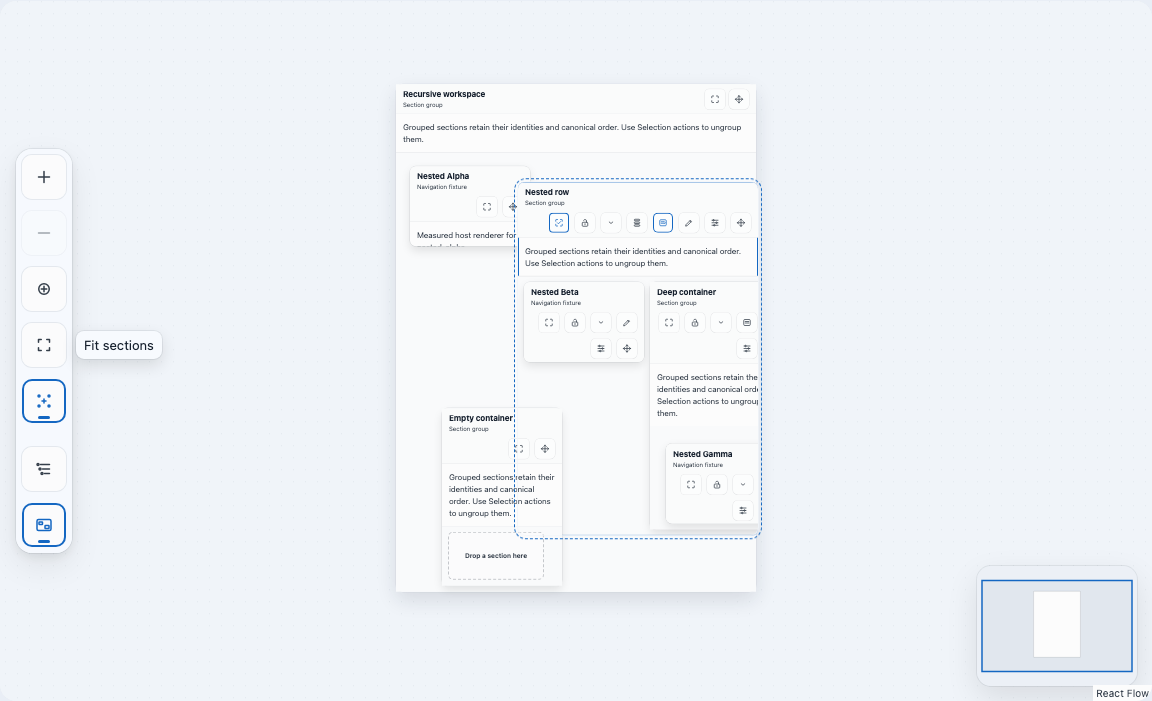 Recursive workspace
Section group
Grouped sections retain their identities and canonical order. Use Selection actions to ungroup
them.
Nested Alpha
Navigation fixture
Measured host renderer for
Nested row
Section group
Grouped sections retain their identities and canonical order.
Use Selection actions to ungroup them.
Nested Beta
Navigation fixture
Deep container
Section group
Grouped sections retain the
identities and canonical
Selection actions to
them.
Nested Gamma
Navigation fixture
Empty container
Section group
Grouped sections retain their
identities and canonical
order. Use Selection actions
to ungroup them.
Drop a section here
Fit sections
React Flow